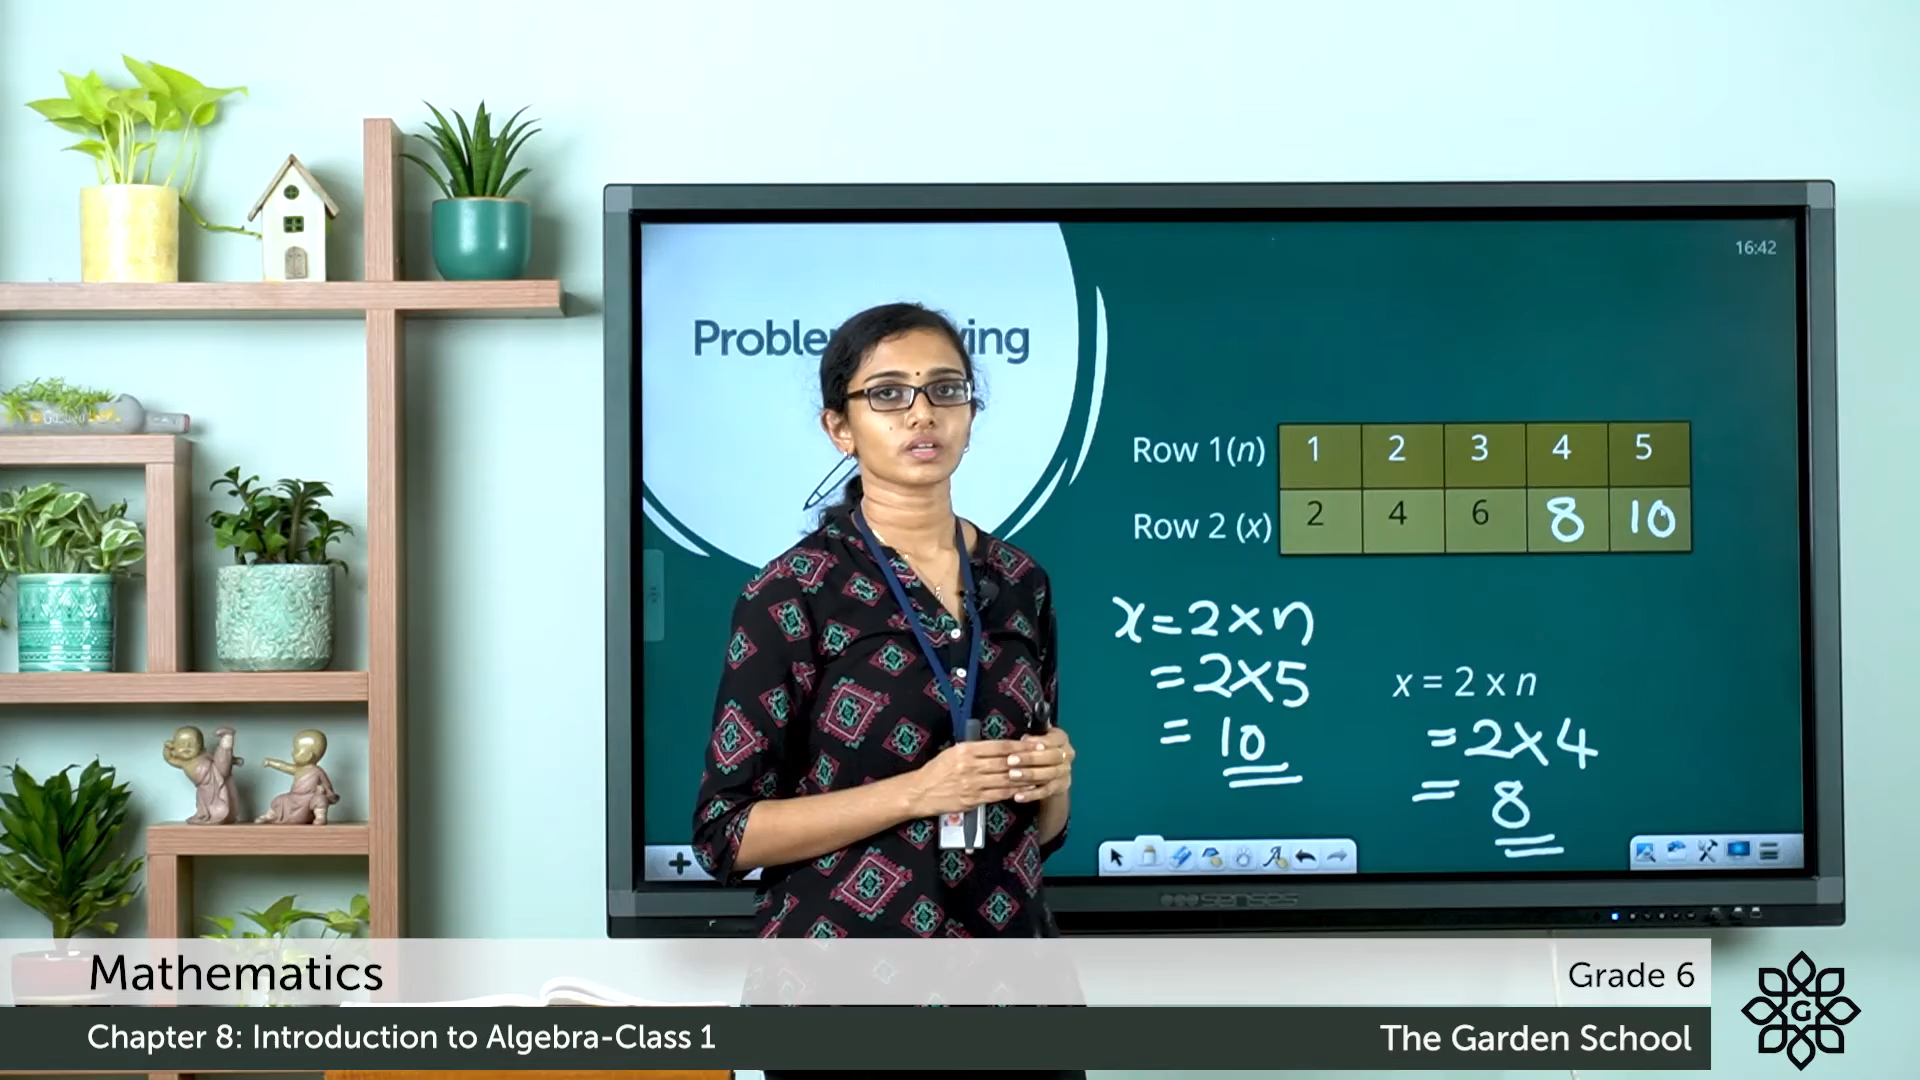 16:42
Proble ving
Row 1(n) 1 2 3 4 5
Row 2 (x) 2 4 6 8 10
x = 2 x n
= 2 x 5
= 10
x = 2 x n
= 2 x 4
= 8
Mathematics
Grade 6
Chapter 8: Introduction to Algebra-Class 1
The Garden School
G